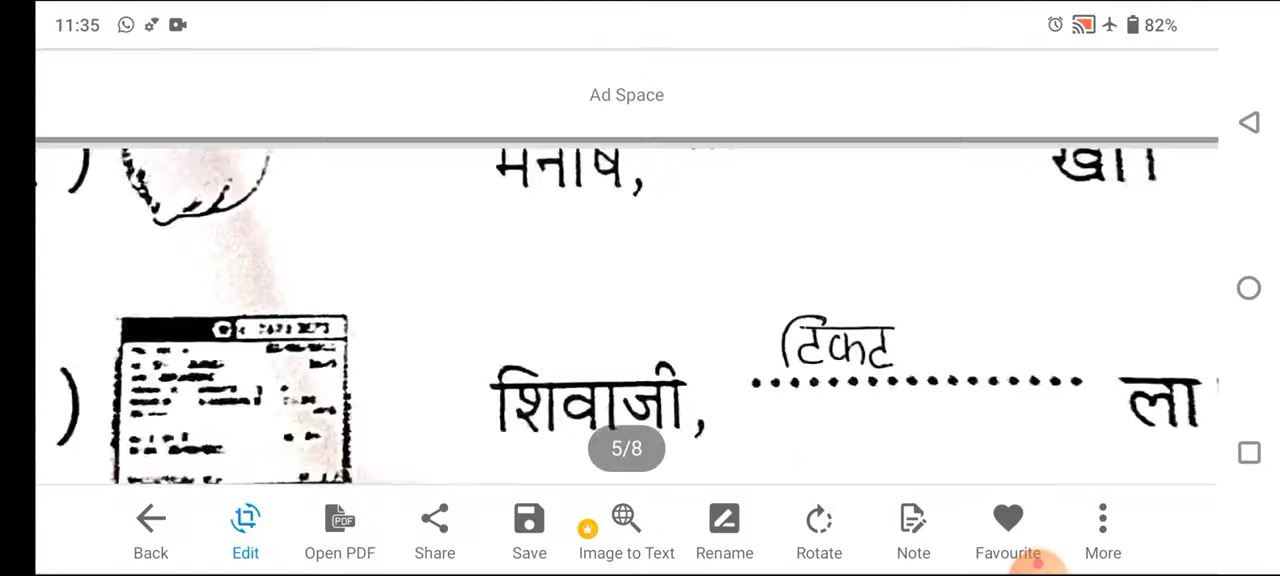 11:35 82%
Ad Space
) खा।
टिकट
) शिवाजी, .................... ला
5/8
Back Edit Open PDF Share Save Image to Text Rename Rotate Note Favourite More
PDF